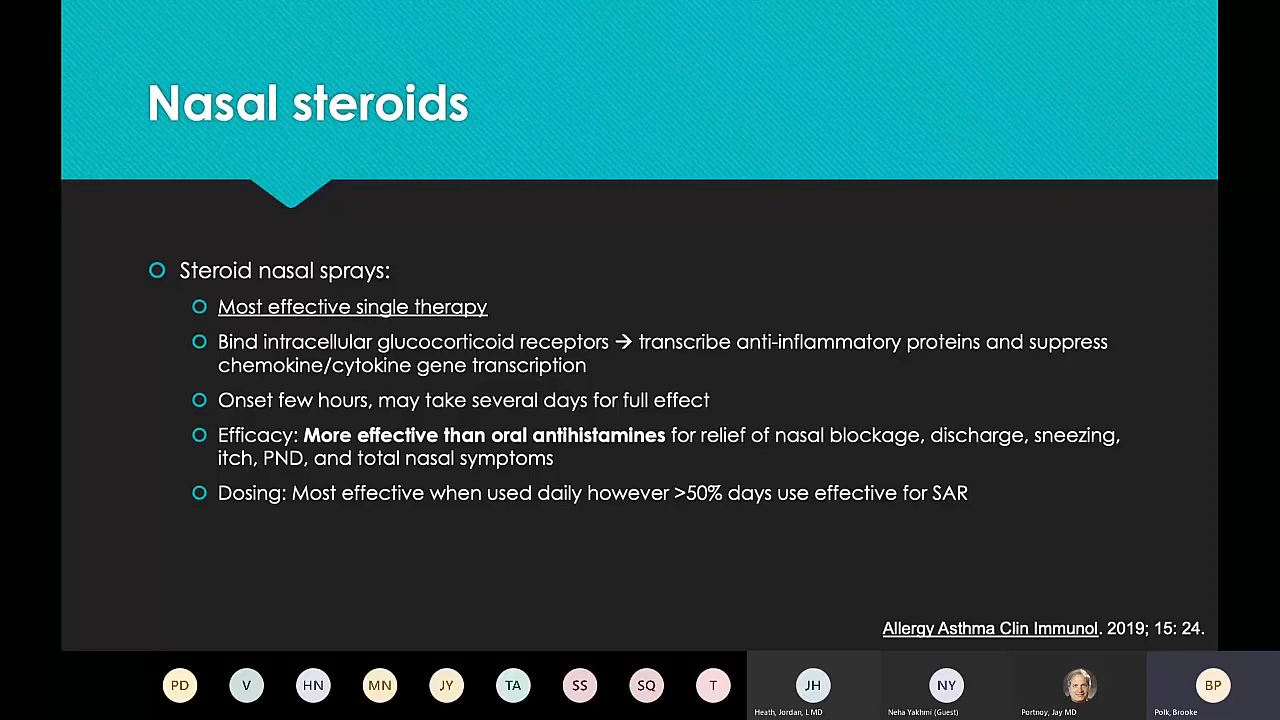 Nasal steroids
Steroid nasal sprays:
Most effective single therapy
Bind intracellular glucocorticoid receptors → transcribe anti-inflammatory proteins and suppress
chemokine/cytokine gene transcription
Onset few hours, may take several days for full effect
Efficacy: More effective than oral antihistamines for relief of nasal blockage, discharge, sneezing,
itch, PND, and total nasal symptoms
Dosing: Most effective when used daily however >50% days use effective for SAR
Allergy Asthma Clin Immunol. 2019; 15: 24.
PD V HN MN JY TA SS SQ T JH NY BP
Heath, Jordan, L MD Neha Yakhmi (Guest) Portnoy, Jay MD Polk, Brooke